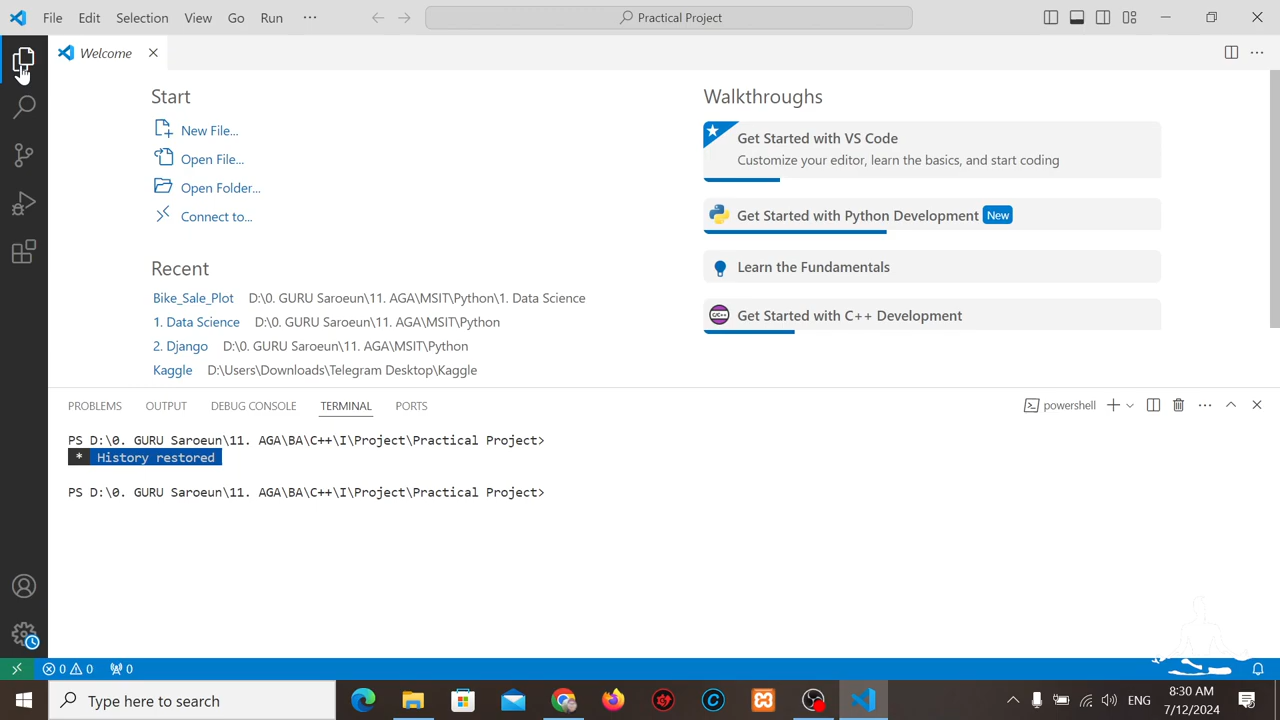 File Edit Selection View Go Run ···
Practical Project
Welcome
Start
New File...
Open File...
Open Folder...
Connect to...
Recent
Bike_Sale_Plot D:\0. GURU Saroeun\11. AGA\MSIT\Python\1. Data Science
1. Data Science D:\0. GURU Saroeun\11. AGA\MSIT\Python
2. Django D:\0. GURU Saroeun\11. AGA\MSIT\Python
Kaggle D:\Users\Downloads\Telegram Desktop\Kaggle
Walkthroughs
Get Started with VS Code
Customize your editor, learn the basics, and start coding
Get Started with Python Development New
Learn the Fundamentals
Get Started with C++ Development
PROBLEMS OUTPUT DEBUG CONSOLE TERMINAL PORTS
powershell
PS D:\0. GURU Saroeun\11. AGA\BA\C++\I\Project\Practical Project>
* History restored
PS D:\0. GURU Saroeun\11. AGA\BA\C++\I\Project\Practical Project>
0 0 0
Type here to search
ENG
8:30 AM
7/12/2024